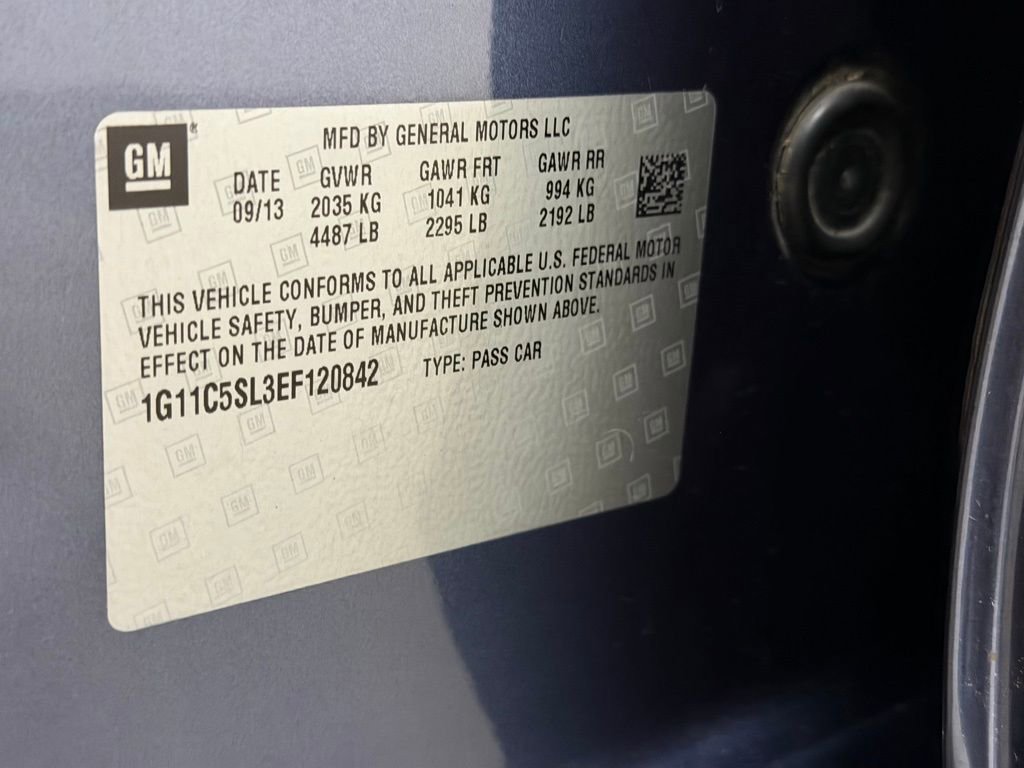 GM
MFD BY GENERAL MOTORS LLC
DATE GVWR GAWR FRT GAWR RR
09/13 2035 KG 1041 KG 994 KG
4487 LB 2295 LB 2192 LB
THIS VEHICLE CONFORMS TO ALL APPLICABLE U.S. FEDERAL MOTOR
VEHICLE SAFETY, BUMPER, AND THEFT PREVENTION STANDARDS IN
EFFECT ON THE DATE OF MANUFACTURE SHOWN ABOVE.
1G11C5SL3EF120842 TYPE: PASS CAR